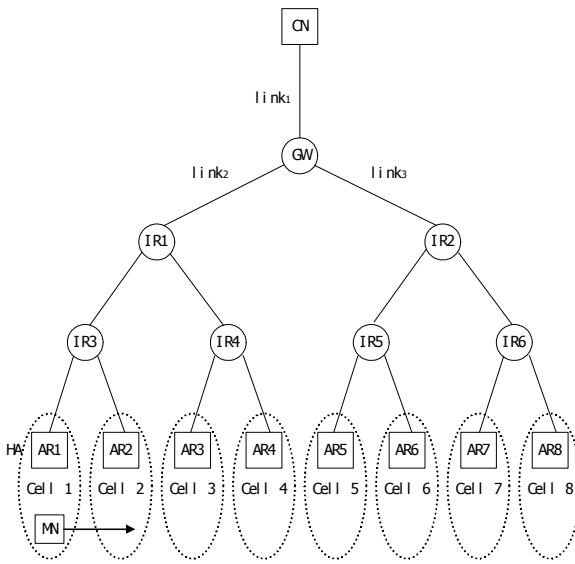 CN
link1
GW
link2
link3
IR1
IR2
IR3
IR4
IR5
IR6
HA
AR1
AR2
AR3
AR4
AR5
AR6
AR7
AR8
Cell 1
Cell 2
Cell 3
Cell 4
Cell 5
Cell 6
Cell 7
Cell 8
MN